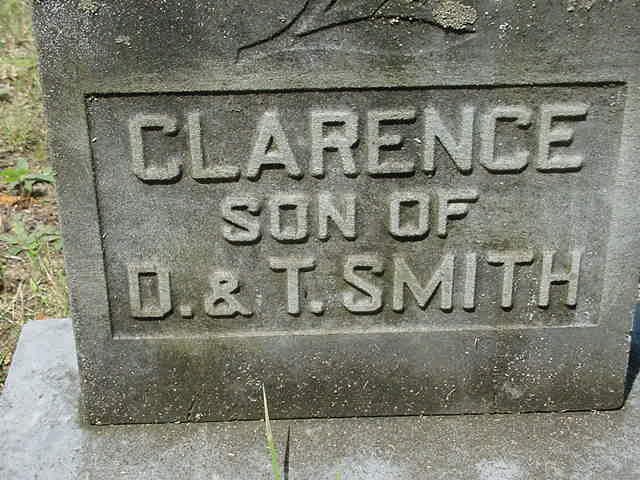 CLARENCE
SON OF
D. & T. SMITH